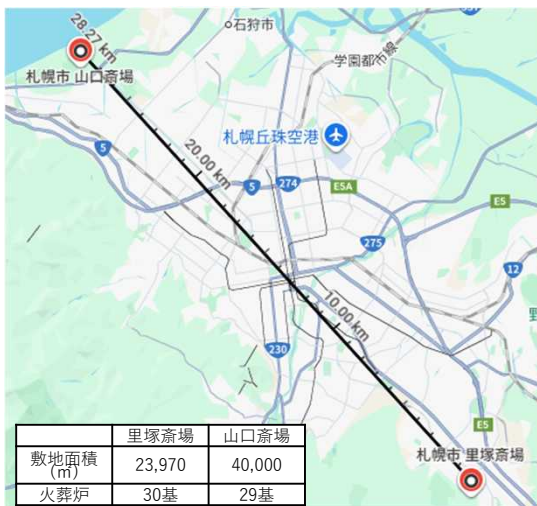 石狩市
28.27 km
札幌市 山口斎場
学園都市線
札幌丘珠空港
5
20.00 km
5
274
E5A
E5
275
12
10.00 km
野
230
E5
札幌市 里塚斎場
里塚斎場 山口斎場
敷地面積
(㎡) 23,970 40,000
火葬炉 30基 29基